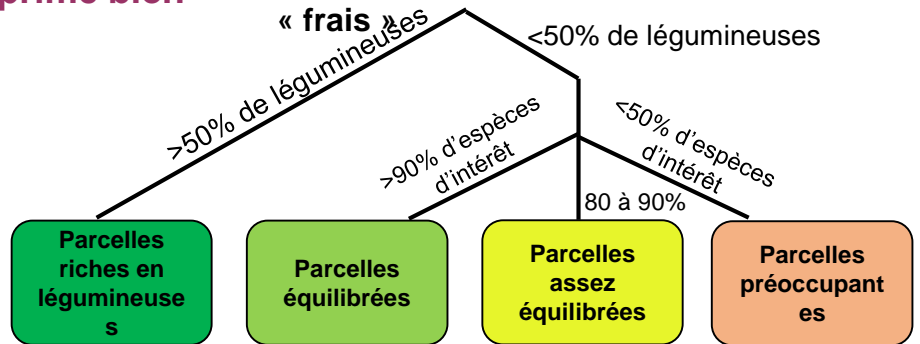 prime bien
« frais »
<50% de légumineuses
>50% de légumineuses
>90% d'espèces
d'intérêt
<50% d'espèces
d'intérêt
80 à 90%
Parcelles
riches en
légumineuse
s
Parcelles
équilibrées
Parcelles
assez
équilibrées
Parcelles
préoccupant
es